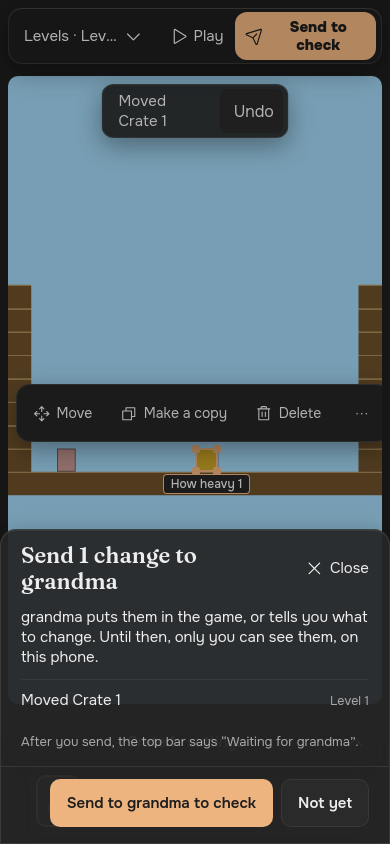 Levels · Lev...
Play
Send to
check
Moved
Crate 1
Undo
Move
Make a copy
Delete
...
How heavy 1
Send 1 change to
grandma
Close
grandma puts them in the game, or tells you what
to change. Until then, only you can see them, on
this phone.
Moved Crate 1
Level 1
After you send, the top bar says “Waiting for grandma”.
Send to grandma to check
Not yet